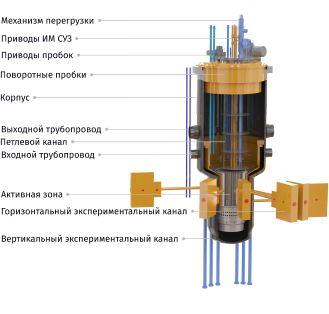 Механизм перегрузки
Приводы ИМ СУЗ
Приводы пробок
Поворотные пробки
Корпус
Выходной трубопровод
Петлевой канал
Входной трубопровод
Активная зона
Горизонтальный экспериментальный канал
Вертикальный экспериментальный канал